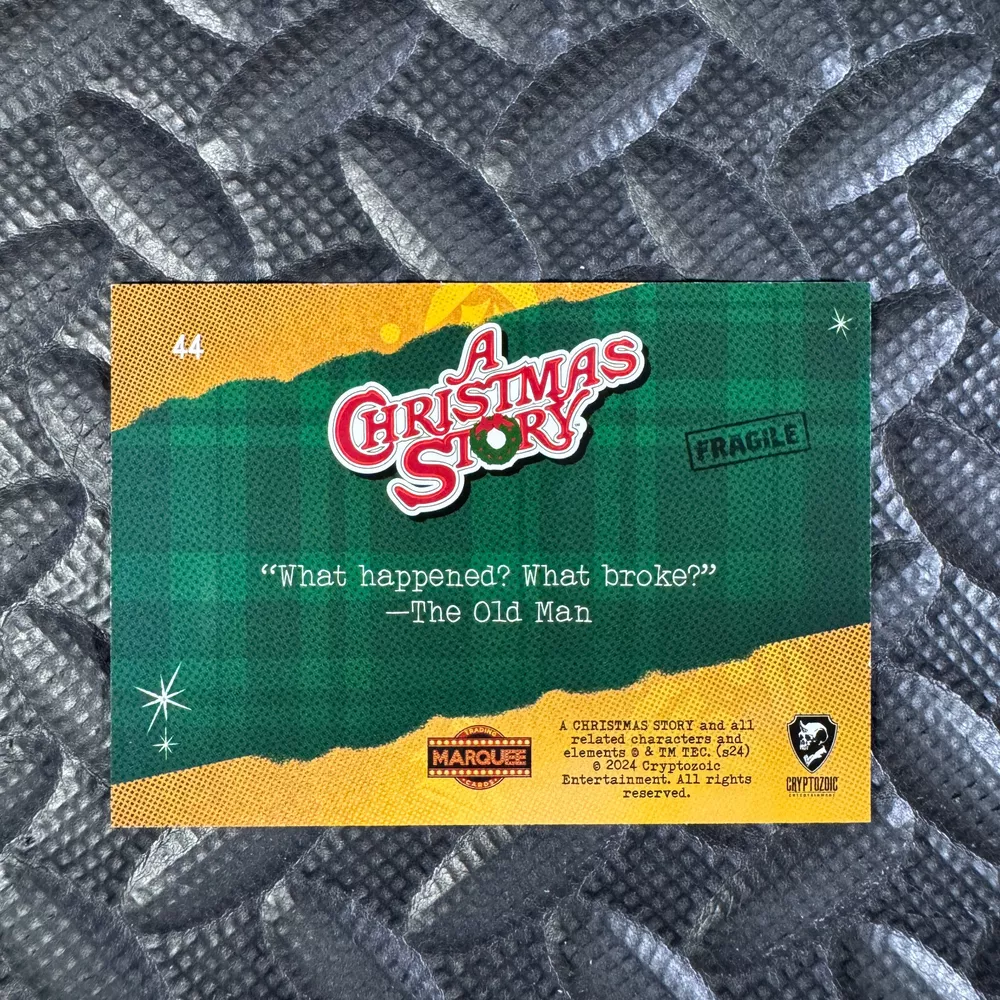 44
A
CHRISTMAS
STORY
FRAGILE
“What happened? What broke?”
—The Old Man
TRADING
MARQUEE
CARDS
A CHRISTMAS STORY and all
related characters and
elements © & TM TEC. (s24)
© 2024 Cryptozoic
Entertainment. All rights
reserved.
CRYPTOZOIC
ENTERTAINMENT